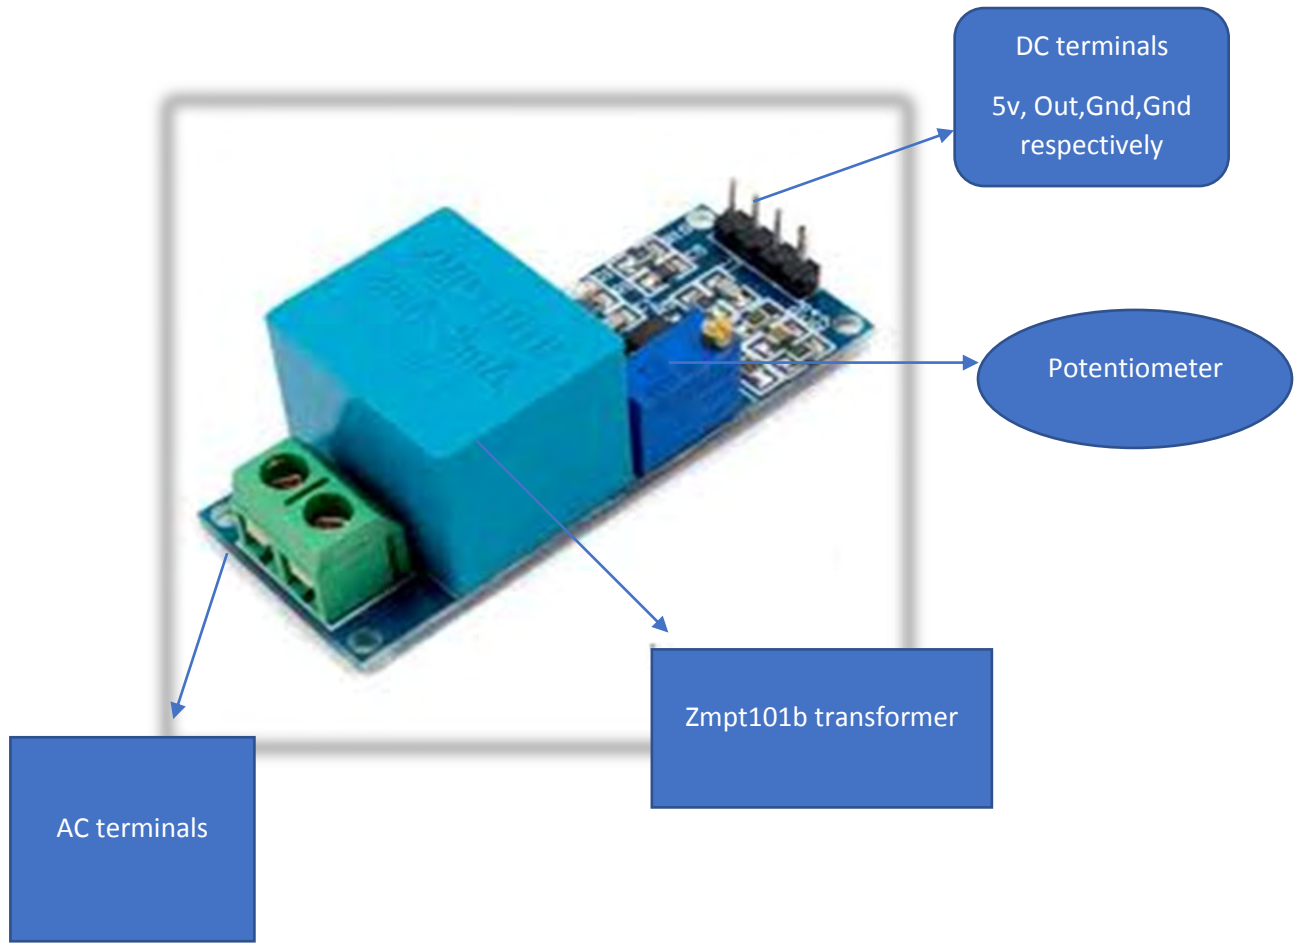 DC terminals
5v, Out,Gnd,Gnd
respectively
Potentiometer
Zmpt101b transformer
AC terminals